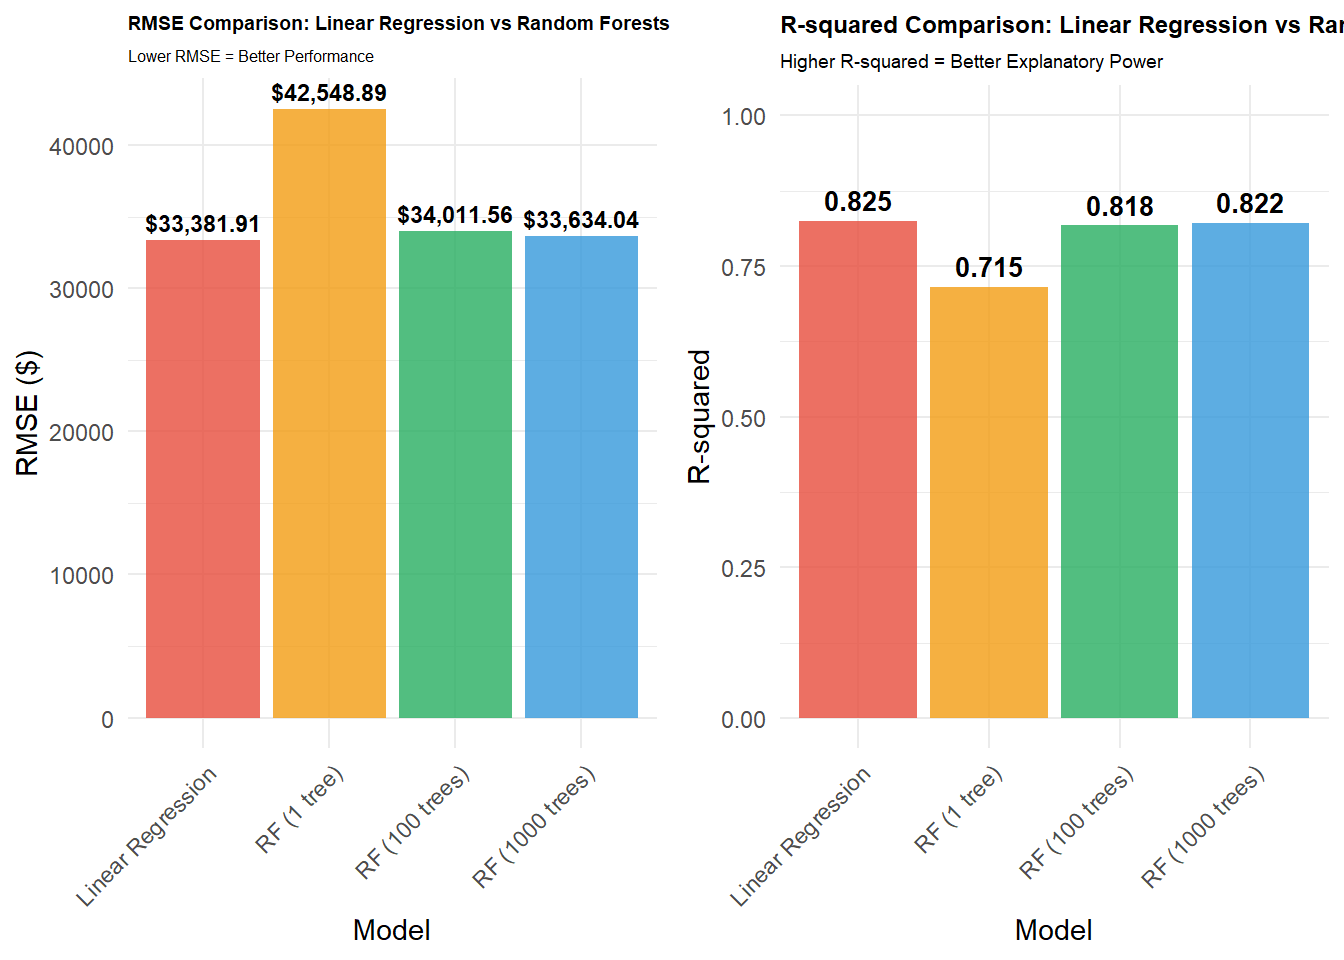 RMSE Comparison: Linear Regression vs Random Forests
Lower RMSE = Better Performance
$42,548.89
$33,381.91
$34,011.56
$33,634.04
40000
30000
20000
10000
0
RMSE ($)
Linear Regression
RF (1 tree)
RF (100 trees)
RF (1000 trees)
Model
R-squared Comparison: Linear Regression vs Ra
Higher R-squared = Better Explanatory Power
0.825
0.715
0.818
0.822
1.00
0.75
0.50
0.25
0.00
R-squared
Linear Regression
RF (1 tree)
RF (100 trees)
RF (1000 trees)
Model